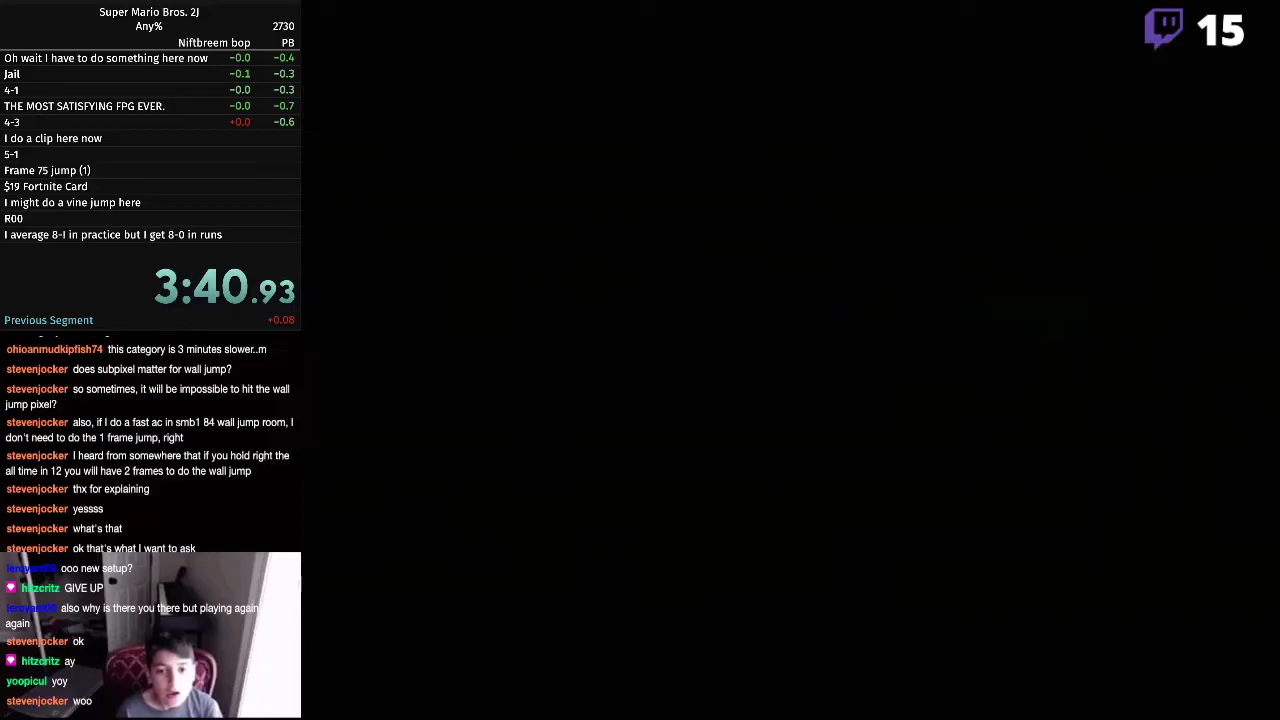 Super Mario Bros. 2J
15
Any% 2730
Niftbreem bop PB
Oh wait I have to do something here now −0.0 −0.4
Jail −0.1 −0.3
4-1 −0.0 −0.3
THE MOST SATISFYING FPG EVER. −0.0 −0.7
4-3 +0.0 −0.6
I do a clip here now
5-1
Frame 75 jump (1)
$19 Fortnite Card
I might do a vine jump here
R00
I average 8-I in practice but I get 8-0 in runs
3:40.93
Previous Segment +0.08
ohioanmudkipfish74 this category is 3 minutes slower..m
stevenjocker does subpixel matter for wall jump?
stevenjocker so sometimes, it will be impossible to hit the wall
jump pixel?
stevenjocker also, if I do a fast ac in smb1 84 wall jump room, I
don't need to do the 1 frame jump, right
stevenjocker I heard from somewhere that if you hold right the
all time in 12 you will have 2 frames to do the wall jump
stevenjocker thx for explaining
stevenjocker yessss
stevenjocker what's that
stevenjocker ok that's what I want to ask
ooo new setup?
hitzcritz GIVE UP
also why is there you there but playing again
again
stevenjocker ok
hitzcritz ay
yoopicul yoy
stevenjocker woo